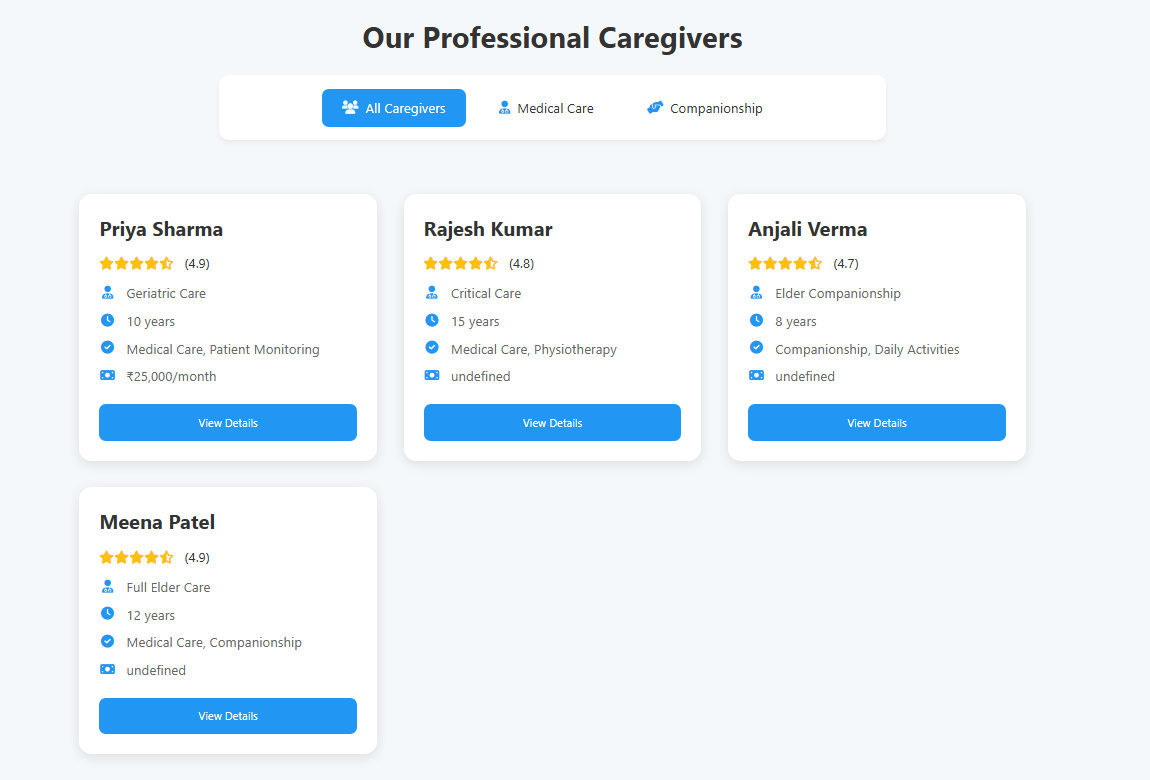 Our Professional Caregivers
All Caregivers
Medical Care
Companionship
Priya Sharma
(4.9)
Geriatric Care
10 years
Medical Care, Patient Monitoring
₹25,000/month
View Details
Rajesh Kumar
(4.8)
Critical Care
15 years
Medical Care, Physiotherapy
undefined
View Details
Anjali Verma
(4.7)
Elder Companionship
8 years
Companionship, Daily Activities
undefined
View Details
Meena Patel
(4.9)
Full Elder Care
12 years
Medical Care, Companionship
undefined
View Details